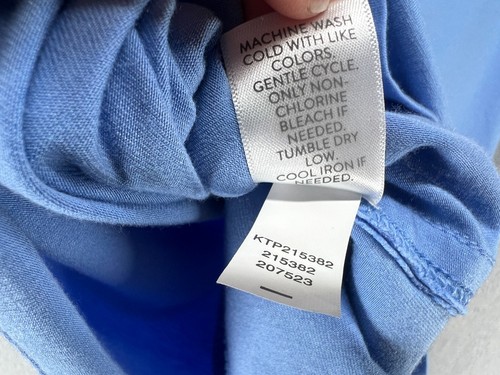 MACHINE WASH
COLD WITH LIKE
COLORS.
GENTLE CYCLE.
ONLY NON-
CHLORINE
BLEACH IF
NEEDED.
TUMBLE DRY
LOW.
COOL IRON IF
NEEDED.
KTP215382
215382
207523